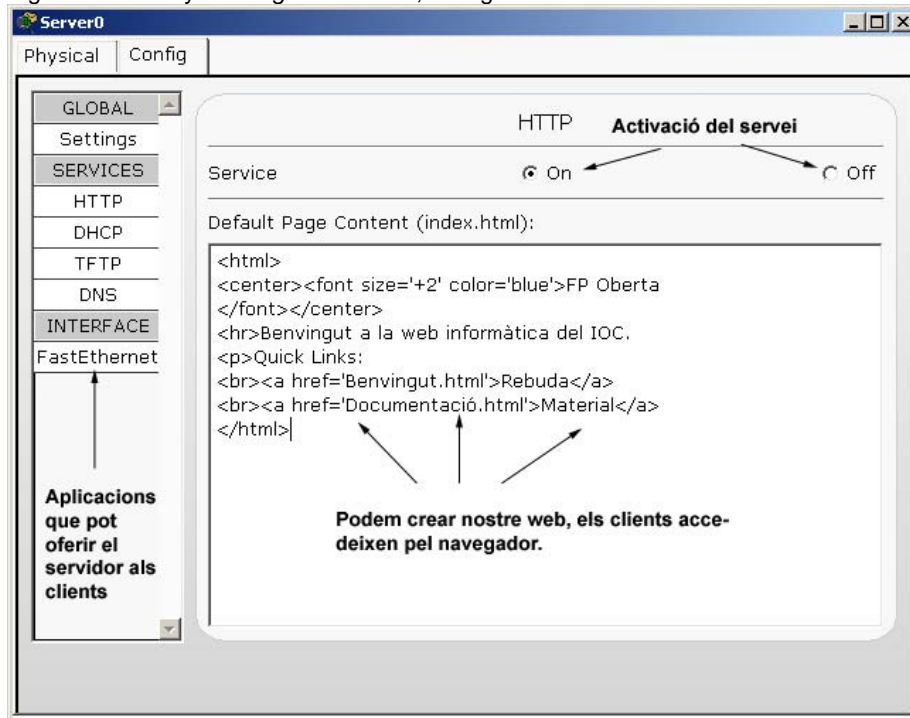 Server0
Physical
Config
GLOBAL
Settings
SERVICES
HTTP
DHCP
TFTP
DNS
INTERFACE
FastEthernet
Aplicacions
que pot
oferir el
servidor als
clients
HTTP
Activació del servei
Service
On
Off
Default Page Content (index.html):
<html>
<center><font size='+2' color='blue'>FP Oberta
</font></center>
<hr>Benvingut a la web informàtica del IOC.
<p>Quick Links:
<br><a href='Benvingut.html'>Rebuda</a>
<br><a href='Documentació.html'>Material</a>
</html>
Podem crear nostre web, els clients acce-
deixen pel navegador.